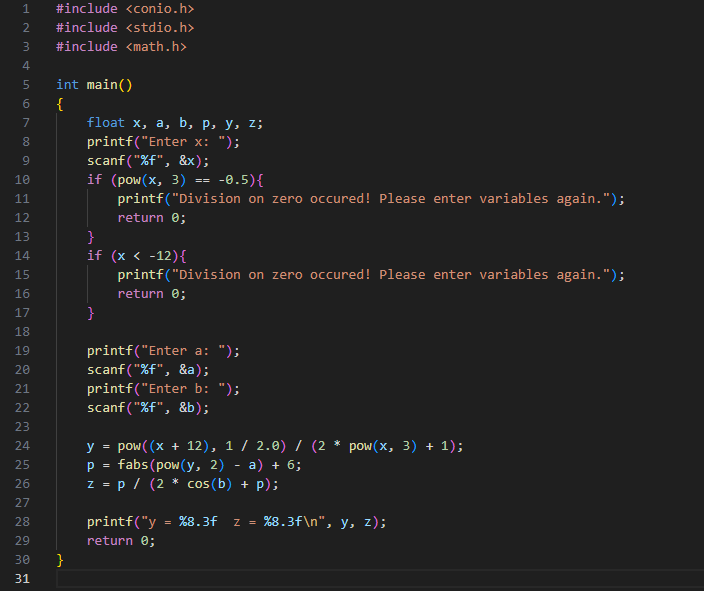 1 #include <conio.h>
2 #include <stdio.h>
3 #include <math.h>
4
5 int main()
6 {
7     float x, a, b, p, y, z;
8     printf("Enter x: ");
9     scanf("%f", &x);
10     if (pow(x, 3) == -0.5){
11         printf("Division on zero occured! Please enter variables again.");
12         return 0;
13     }
14     if (x < -12){
15         printf("Division on zero occured! Please enter variables again.");
16         return 0;
17     }
18
19     printf("Enter a: ");
20     scanf("%f", &a);
21     printf("Enter b: ");
22     scanf("%f", &b);
23
24     y = pow((x + 12), 1 / 2.0) / (2 * pow(x, 3) + 1);
25     p = fabs(pow(y, 2) - a) + 6;
26     z = p / (2 * cos(b) + p);
27
28     printf("y = %8.3f  z = %8.3f\n", y, z);
29     return 0;
30 }
31